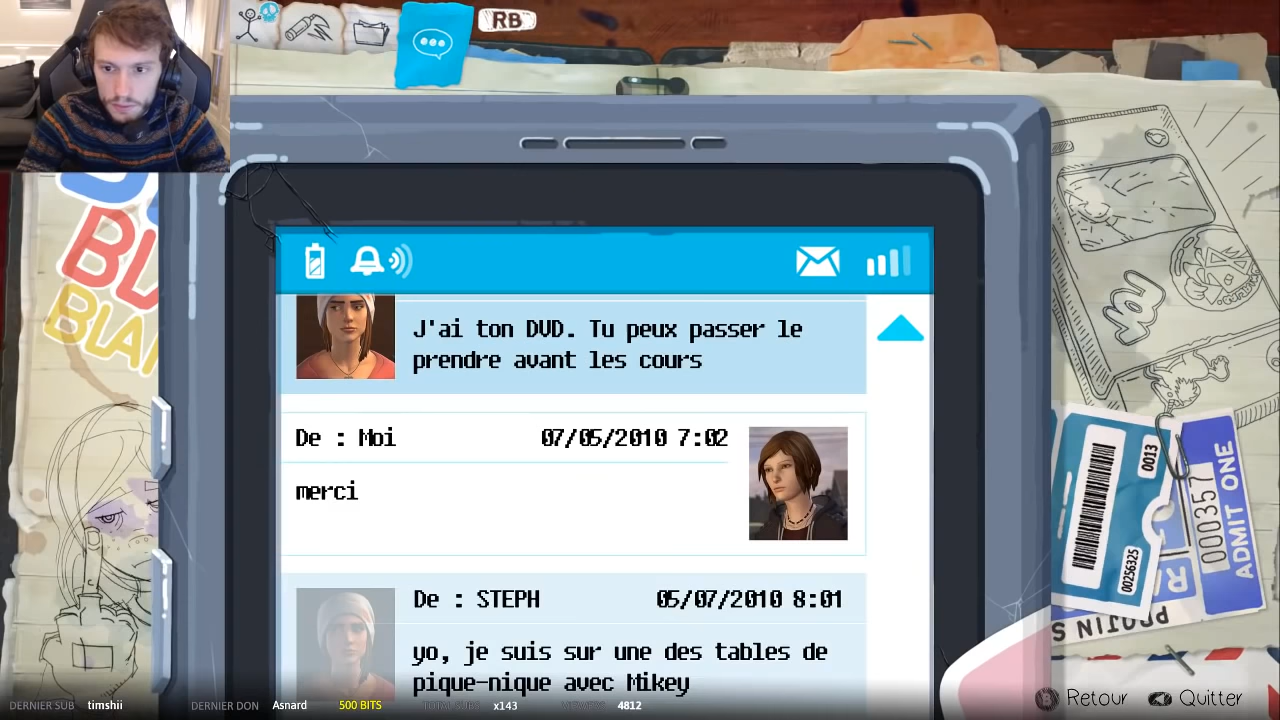 RB
J'ai ton DVD. Tu peux passer le
prendre avant les cours
De : Moi
07/05/2010 7:02
merci
De : STEPH
05/07/2010 8:01
yo, je suis sur une des tables de
pique-nique avec Mikey
0013
00256325
000357
ADMIT ONE
Retour
Quitter
DERNIER SUB timshii
DERNIER DON Asnard 500 BITS
x143
4812